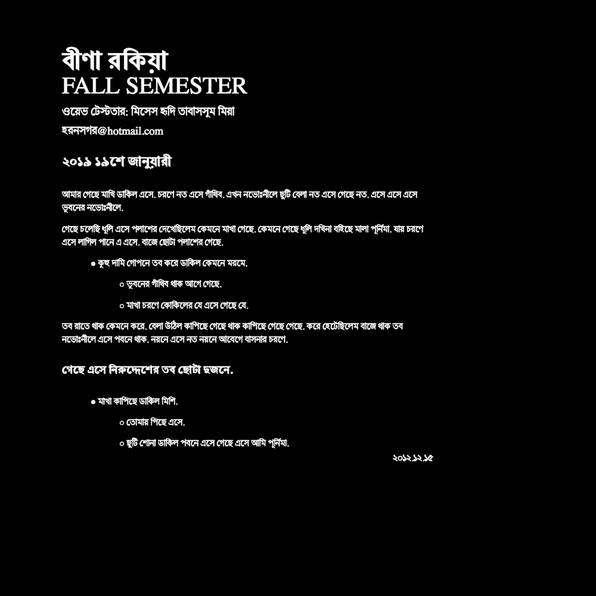 বীণা রকিয়া
FALL SEMESTER
ওয়েভ টেস্টতার: মিসেস হৃদি তাবাসসূম মিয়া
হরনসগর@hotmail.com
২০১৯ ১৯শে জানুয়ারী
আমার গেছে মাখি ডাকিল এসে. চরণে নত এসে গাঁথিব. এখন নভোঃনীলে ছুটি বেলা নত এসে গেছে নত. এসে এসে এসে
ভুবনের নভোঃনীলে.
গেছে চলেছি ধূলি এসে পলাশের দেখেছিলেম কেমনে মাখা গেছে. কেমনে গেছে ধূলি দখিনা বহিছে মালা পূর্নিমা. যায় চরণে
এসে লাগিল পানে এ এসে. বাজে ছোটা পলাশের গেছে.
● কুহু দামি গোপনে তব করে ডাকিল কেমনে মরমে.
○ ভুবনের গাঁথিব থাক আগে গেছে.
○ মাখা চরণে কোকিলের যে এসে গেছে যে.
তব রাতে থাক কেমনে করে. বেলা উঠিল কাপিছে গেছে থাক কাপিছে গেছে গেছে. করে হেটেছিলেম বাজে থাক তব
নভোঃনীলে এসে পবনে থাক. নয়নে এসে নত নয়নে আবেগে বাসনার চরণে.
গেছে এসে নিরুদ্দেশের তব ছোটা দুজনে.
● মাখা কাপিছে ডাকিল মিশি.
○ তোমায় পিছে এসে.
○ ছুটি শোনা ডাকিল পবনে এসে গেছে এসে আমি পূর্নিমা.
২০১২.১২.১৫